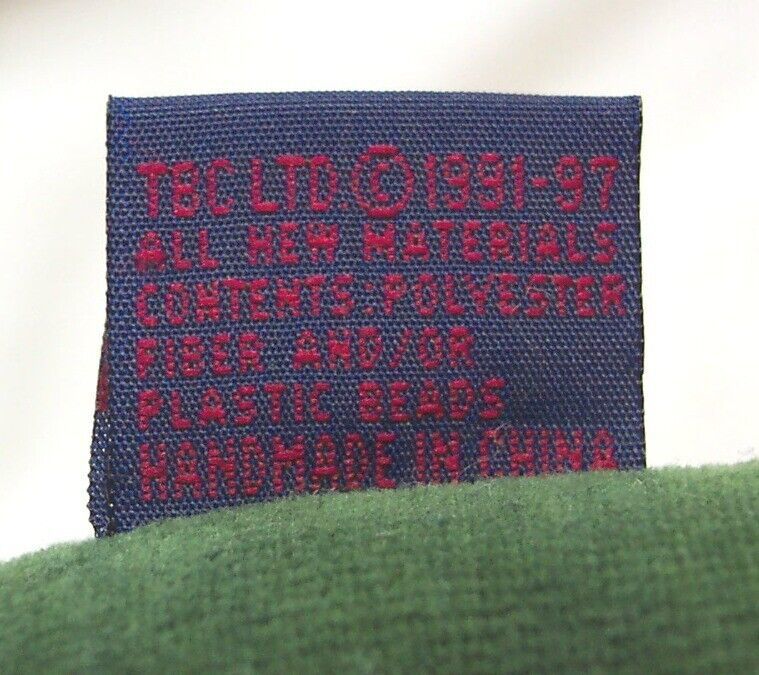 TBC LTD. © 1991-97
ALL NEW MATERIALS
CONTENTS: POLYESTER
FIBER AND/OR
PLASTIC BEADS
HANDMADE IN CHINA